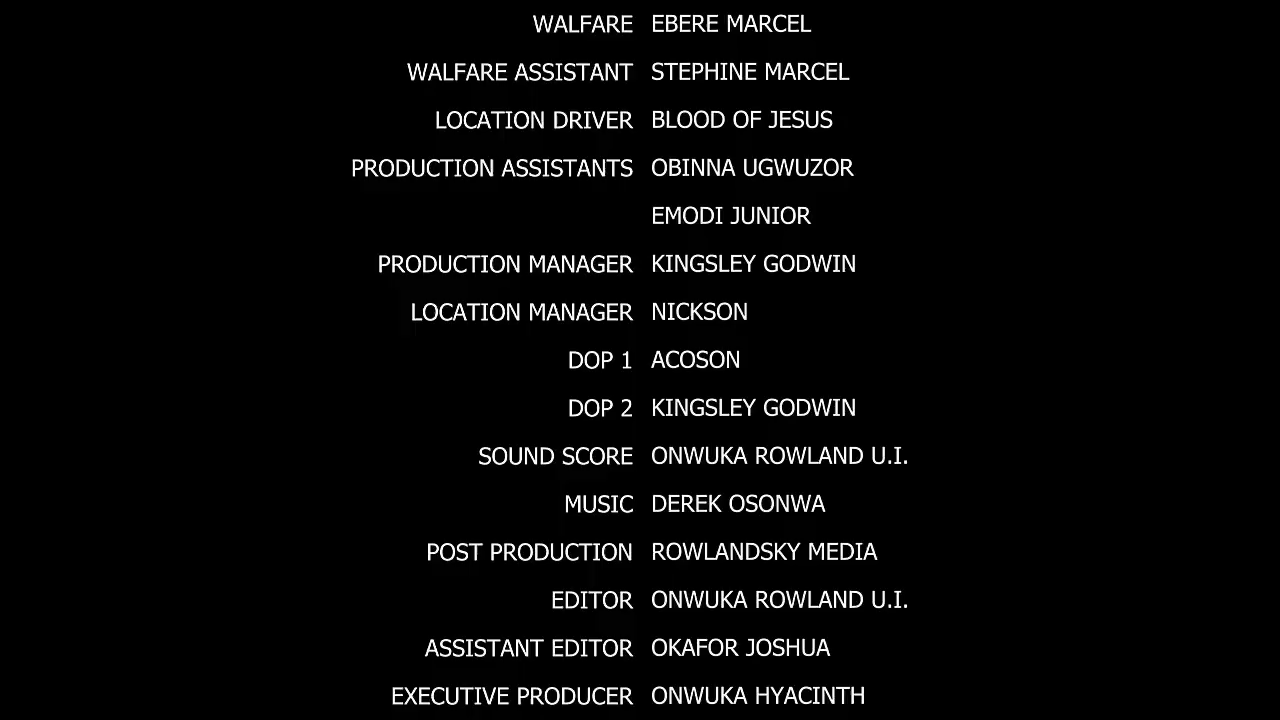 WALFARE EBERE MARCEL
WALFARE ASSISTANT STEPHINE MARCEL
LOCATION DRIVER BLOOD OF JESUS
PRODUCTION ASSISTANTS OBINNA UGWUZOR
EMODI JUNIOR
PRODUCTION MANAGER KINGSLEY GODWIN
LOCATION MANAGER NICKSON
DOP 1 ACOSON
DOP 2 KINGSLEY GODWIN
SOUND SCORE ONWUKA ROWLAND U.I.
MUSIC DEREK OSONWA
POST PRODUCTION ROWLANDSKY MEDIA
EDITOR ONWUKA ROWLAND U.I.
ASSISTANT EDITOR OKAFOR JOSHUA
EXECUTIVE PRODUCER ONWUKA HYACINTH